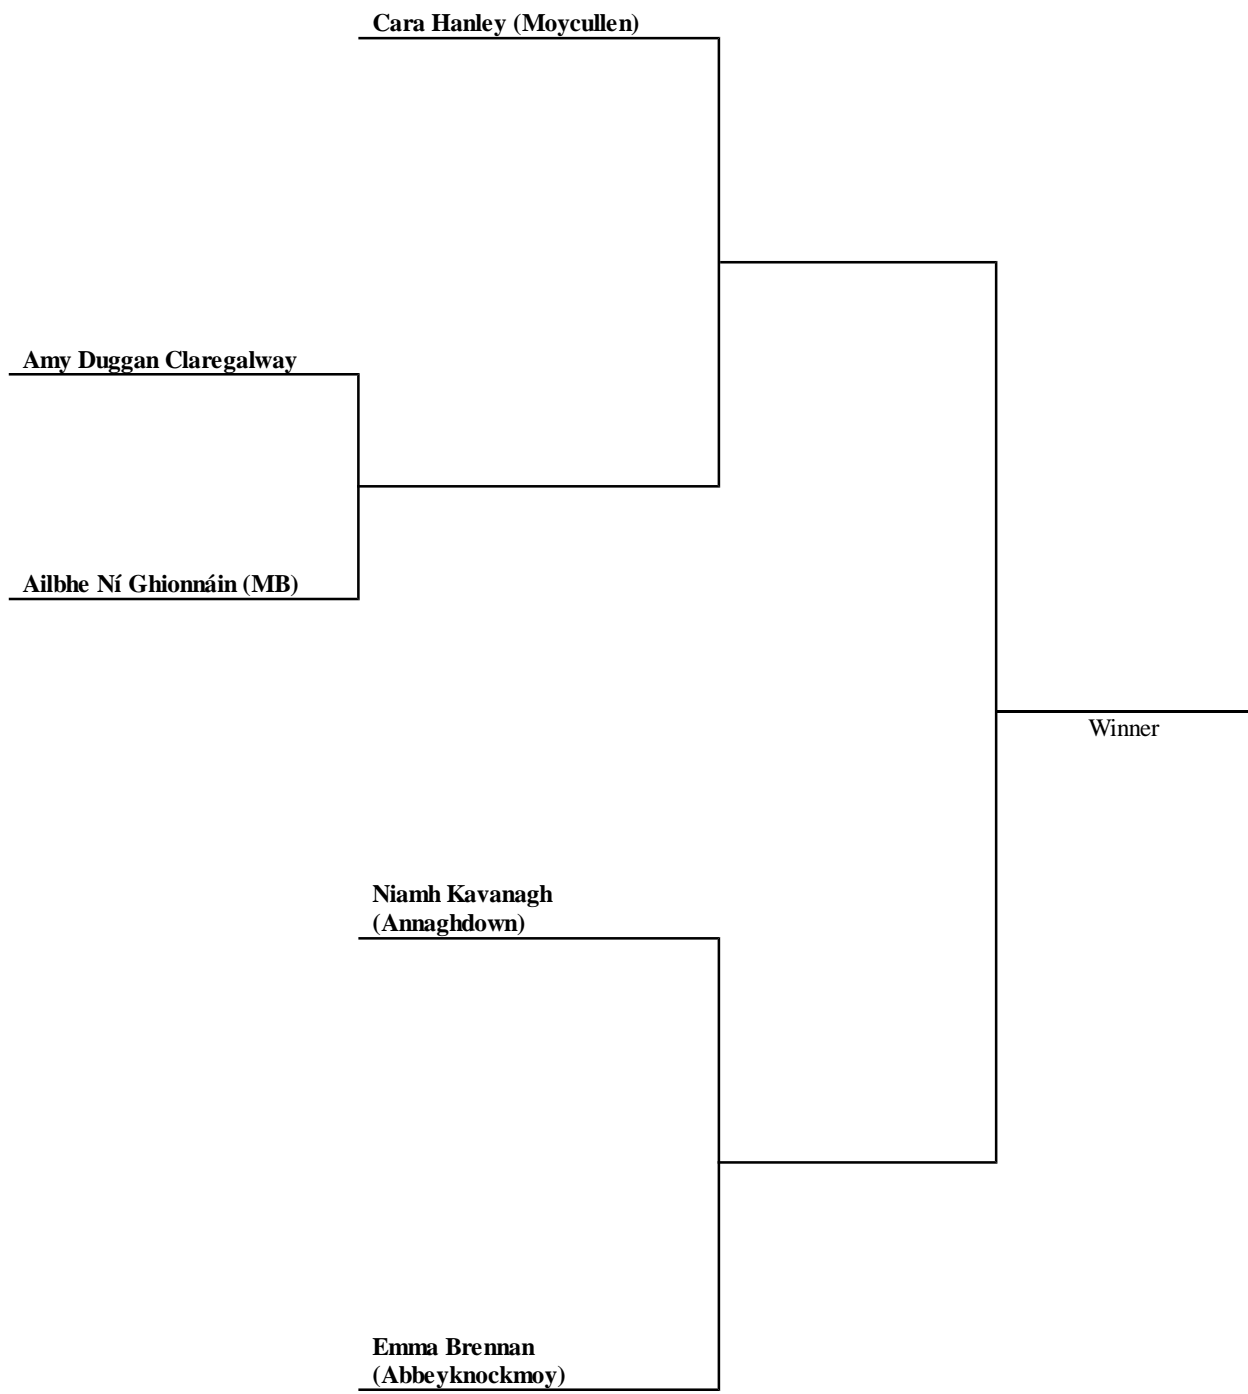 Cara Hanley (Moycullen)
Amy Duggan Claregalway
Ailbhe Ní Ghionnáin (MB)
Winner
Niamh Kavanagh
(Annaghdown)
Emma Brennan
(Abbeyknockmoy)